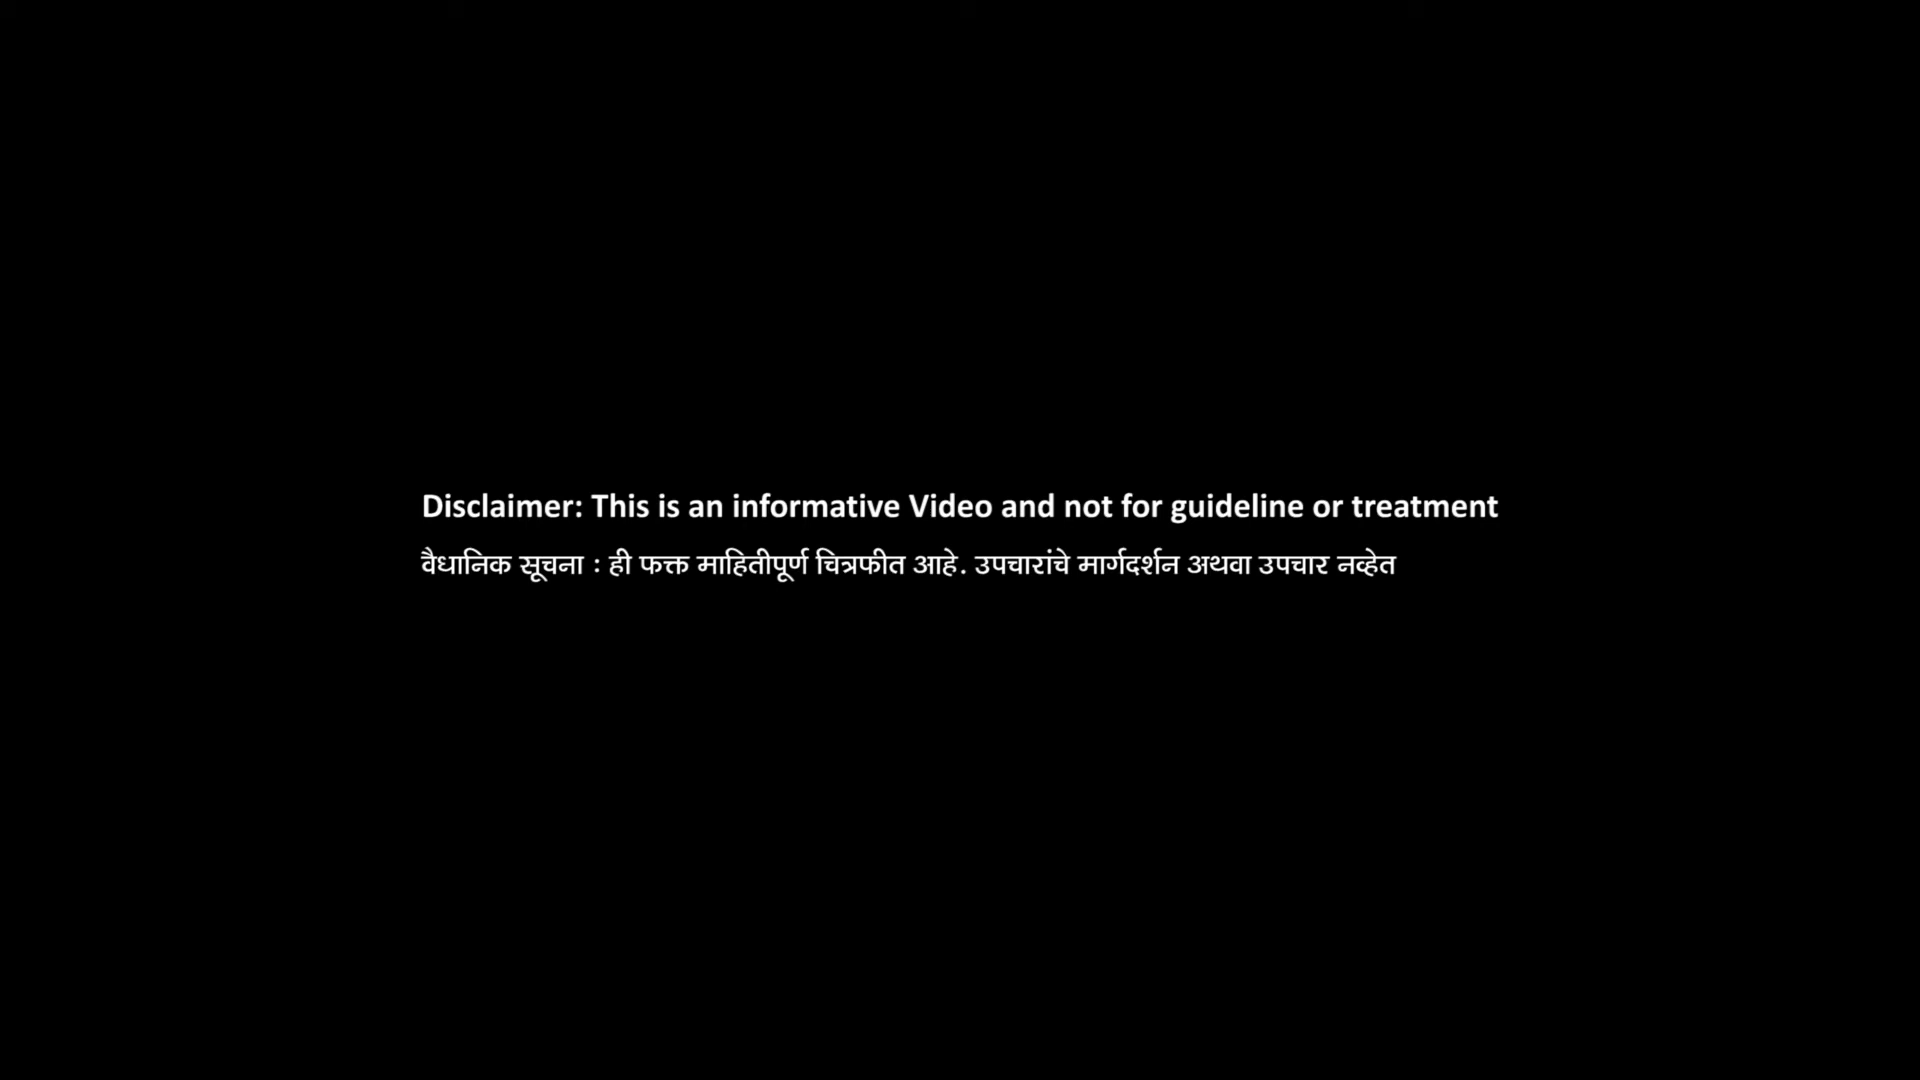 Disclaimer: This is an informative Video and not for guideline or treatment
वैधानिक सूचना : ही फक्त माहितीपूर्ण चित्रफीत आहे. उपचारांचे मार्गदर्शन अथवा उपचार नव्हेत